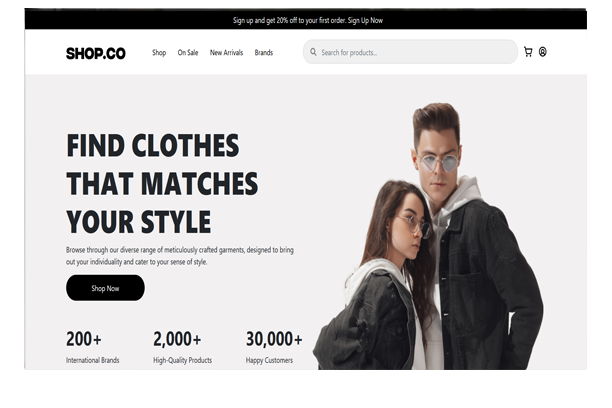 Sign up and get 20% off to your first order. Sign Up Now
SHOP.CO
Shop
On Sale
New Arrivals
Brands
Search for products...
FIND CLOTHES
THAT MATCHES
YOUR STYLE
Browse through our diverse range of meticulously crafted garments, designed to bring
out your individuality and cater to your sense of style.
Shop Now
200+
2,000+
30,000+
International Brands
High-Quality Products
Happy Customers